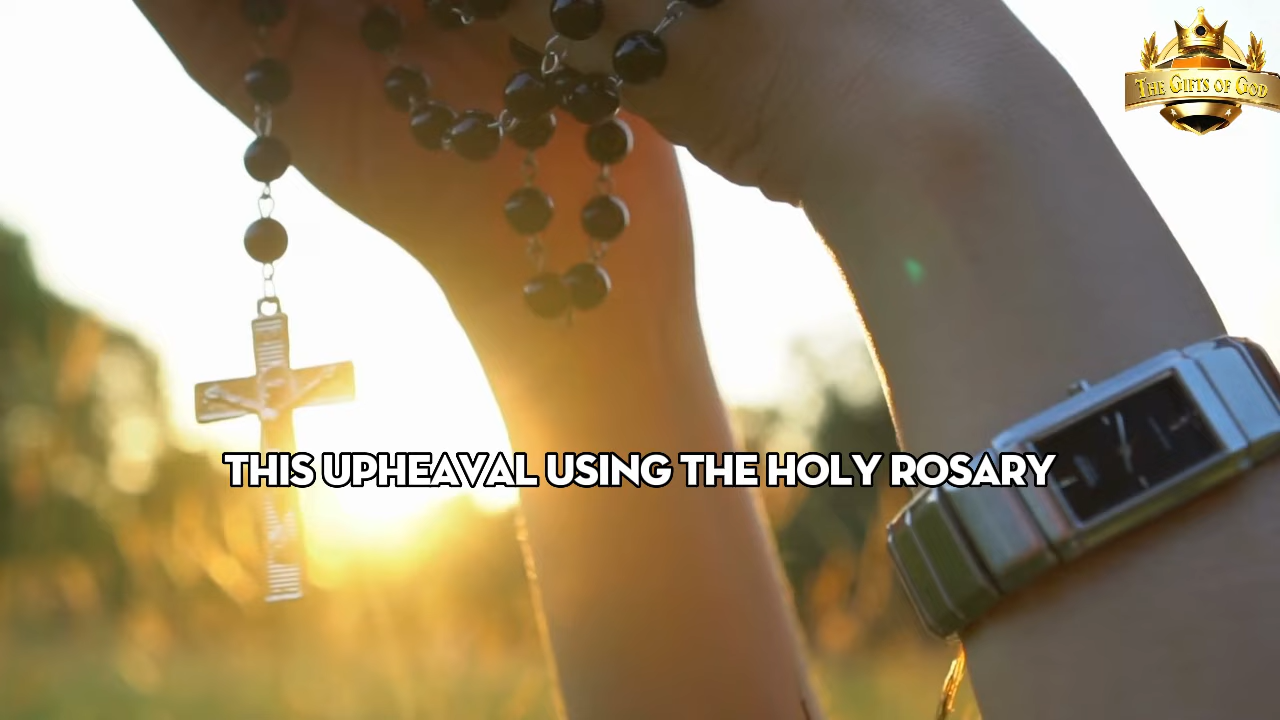 THE GIFTS OF GOD
THIS UPHEAVAL USING THE HOLY ROSARY